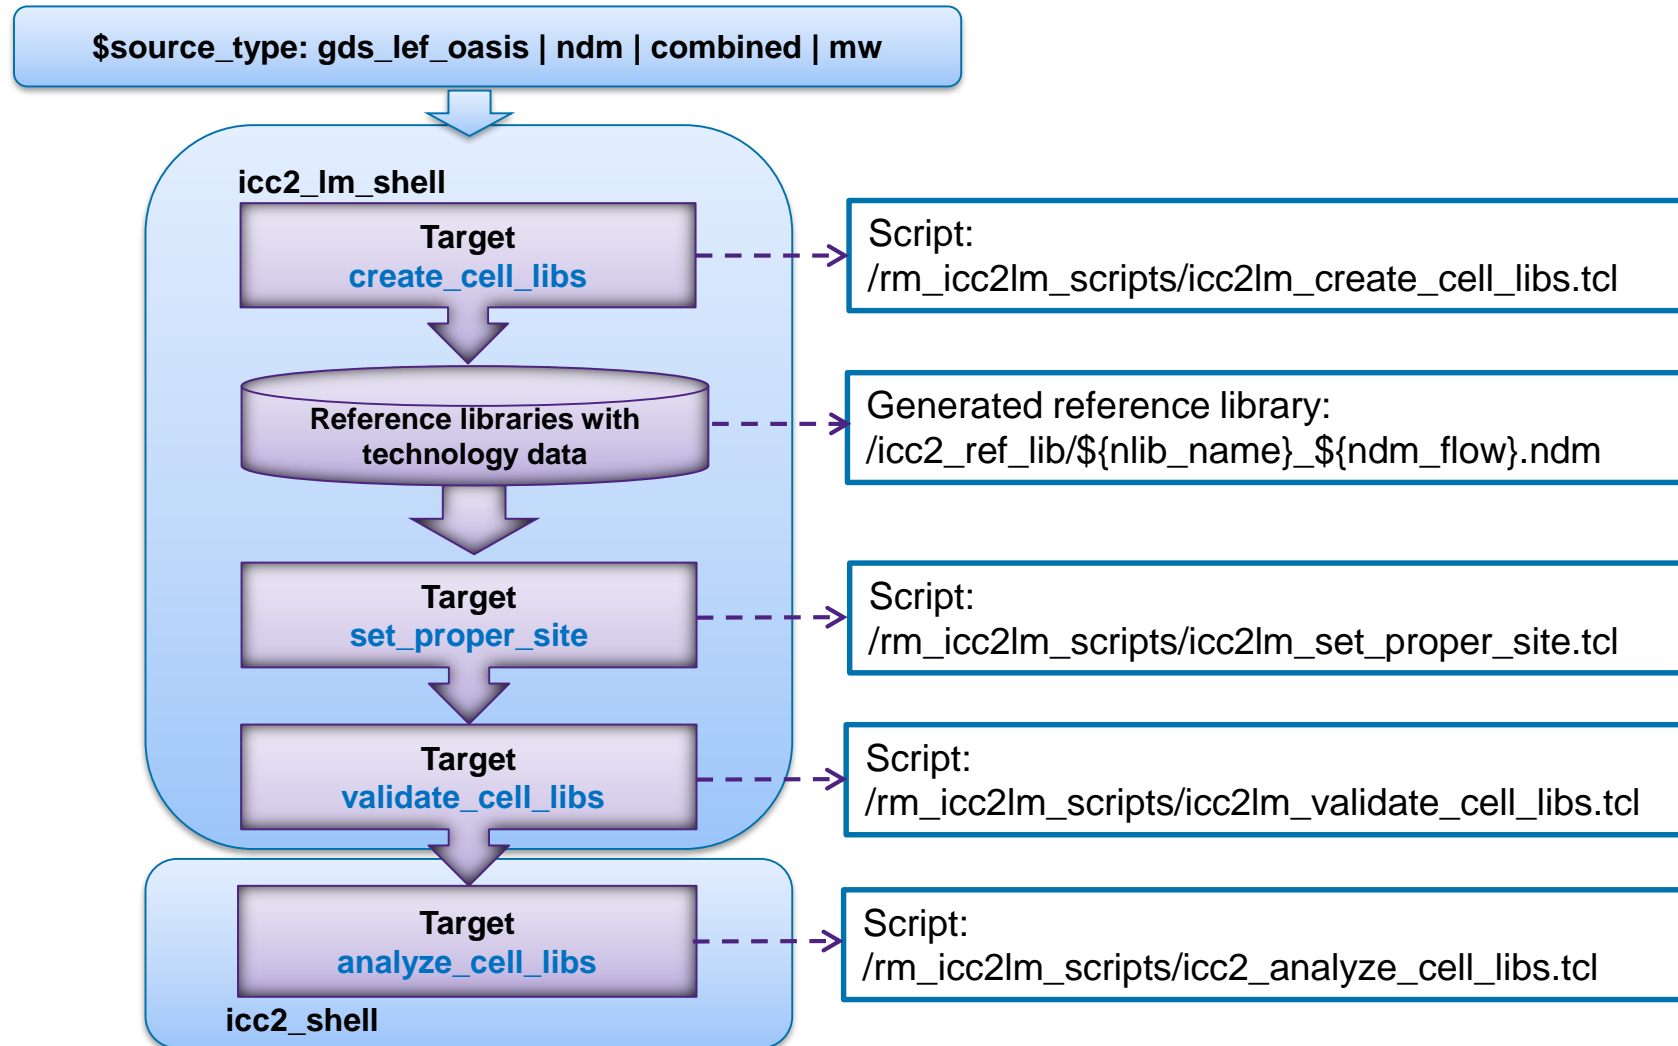 $source_type: gds_lef_oasis | ndm | combined | mw
icc2_lm_shell
Target
create_cell_libs
Script:
/rm_icc2lm_scripts/icc2lm_create_cell_libs.tcl
Reference libraries with
technology data
Generated reference library:
/icc2_ref_lib/${nlib_name}_${ndm_flow}.ndm
Target
set_proper_site
Script:
/rm_icc2lm_scripts/icc2lm_set_proper_site.tcl
Target
validate_cell_libs
Script:
/rm_icc2lm_scripts/icc2lm_validate_cell_libs.tcl
Target
analyze_cell_libs
Script:
/rm_icc2lm_scripts/icc2_analyze_cell_libs.tcl
icc2_shell